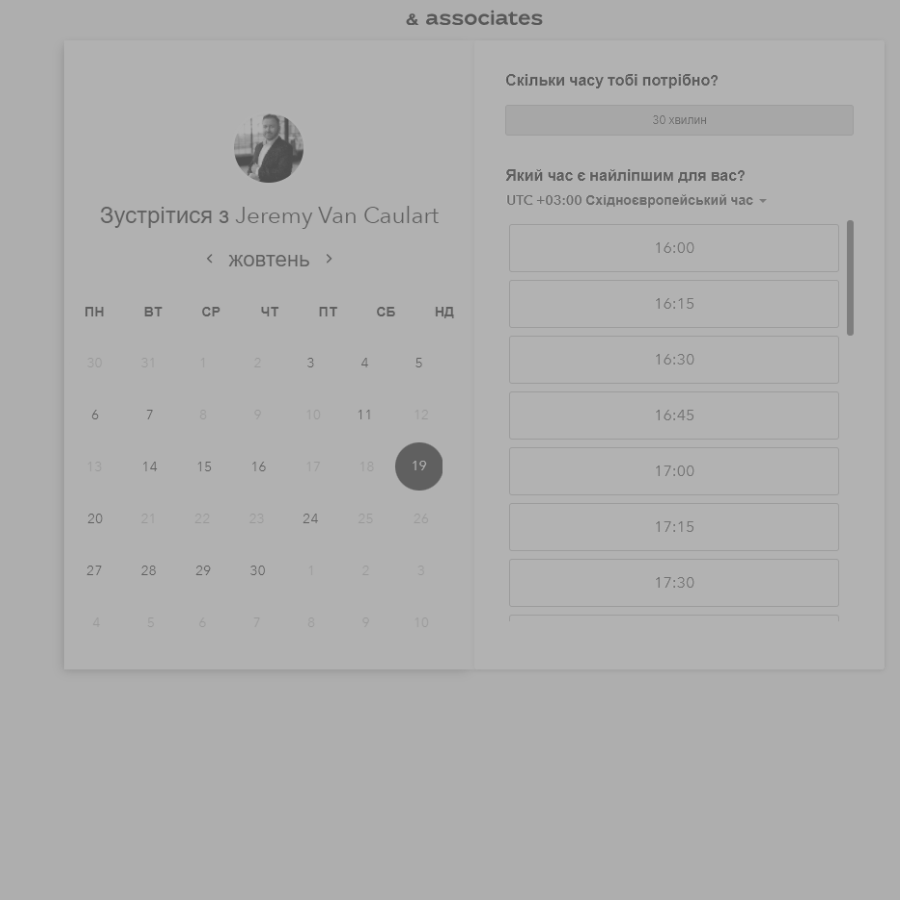 & associates
Зустрітися з Jeremy Van Caulart
жовтень
ПН ВТ СР ЧТ ПТ СБ НД
30 31 1 2 3 4 5
6 7 8 9 10 11 12
13 14 15 16 17 18 19
20 21 22 23 24 25 26
27 28 29 30 1 2 3
4 5 6 7 8 9 10
Скільки часу тобі потрібно?
30 хвилин
Який час є найліпшим для вас?
UTC +03:00 Східноєвропейський час
16:00
16:15
16:30
16:45
17:00
17:15
17:30